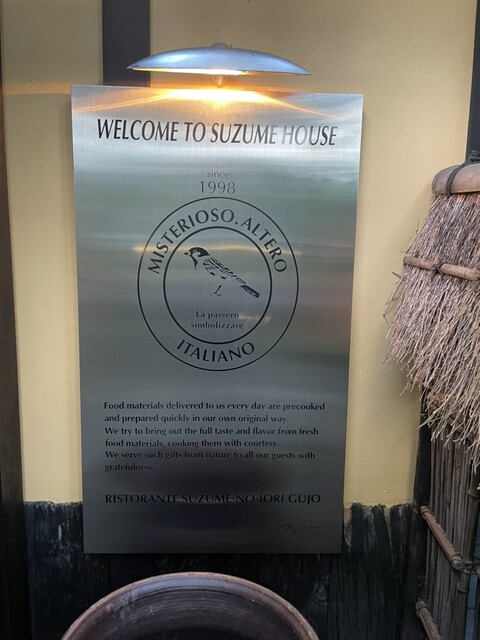 WELCOME TO SUZUME HOUSE
since
1998
MISTERIOSO.ALTERO
La passero
simbolizzare
ITALIANO
Food materials delivered to us every day are precooked
and prepared quickly in our own original way.
We try to bring out the full taste and flavor from fresh
food materials, cooking them with courtesy.
We serve such gifts from nature to all our guests with
gratefulness.
RISTORANTE SUZUME-NO-IORI GUJO